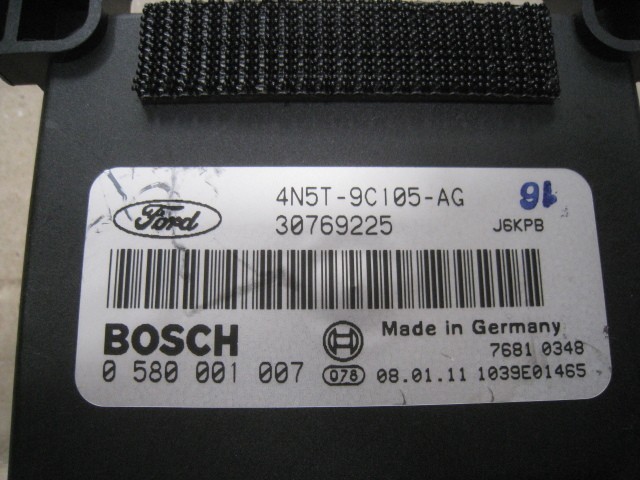 Ford
4N5T-9C105-AG
30769225
J6KPB
BOSCH
Made in Germany
7681 0348
0 580 001 007
078
08.01.11 1039E01465